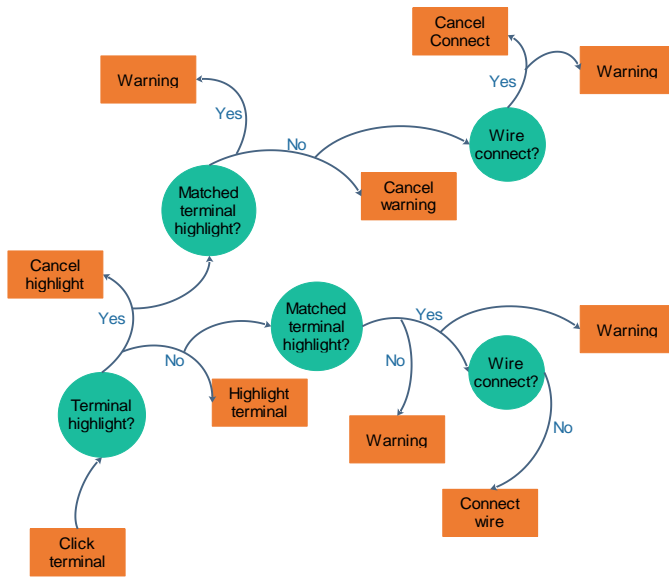 Cancel
Connect
Warning
Warning
Yes
Yes
No
Wire
connect?
Matched
terminal
highlight?
Cancel
warning
Cancel
highlight
Matched
terminal
highlight?
Yes
Yes
Warning
No
No
Wire
connect?
Terminal
highlight?
Highlight
terminal
Warning
No
Connect
wire
Click
terminal